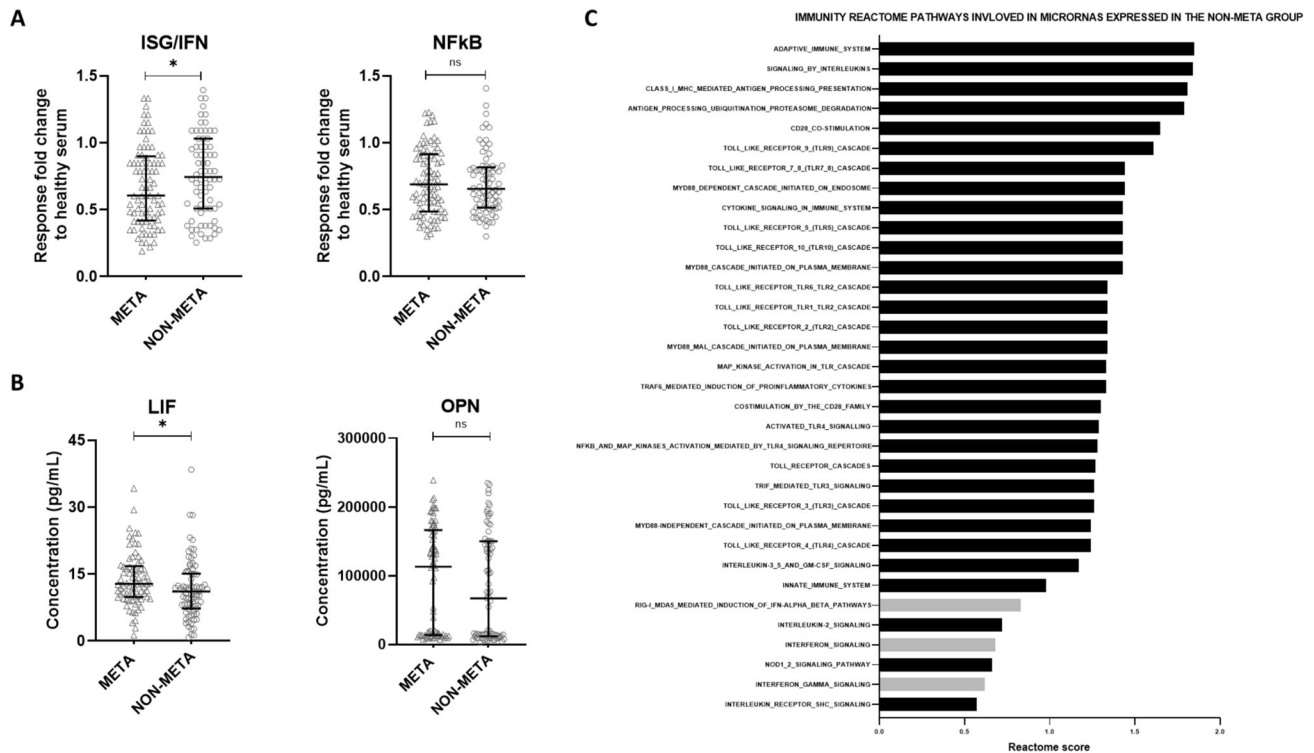 A
ISG/IFN
*
Response fold change
to healthy serum
1.5
1.0
0.5
0.0
META
NON-META
NFkB
ns
Response fold change
to healthy serum
1.5
1.0
0.5
0.0
META
NON-META
B
LIF
*
Concentration (pg/mL)
45
30
15
0
META
NON-META
OPN
ns
Concentration (pg/mL)
300000
200000
100000
0
META
NON-META
C
IMMUNITY REACTOME PATHWAYS INVLOVED IN MICRORNAS EXPRESSED IN THE NON-META GROUP
ADAPTIVE_IMMUNE_SYSTEM
SIGNALING_BY_INTERLEUKINS
CLASS_I_MHC_MEDIATED_ANTIGEN_PROCESSING_PRESENTATION
ANTIGEN_PROCESSING_UBIQUITINATION_PROTEASOME_DEGRADATION
CD28_CO-STIMULATION
TOLL_LIKE_RECEPTOR_9_(TLR9)_CASCADE
TOLL_LIKE_RECEPTOR_7_8_(TLR7_8)_CASCADE
MYD88_DEPENDENT_CASCADE_INITIATED_ON_ENDOSOME
CYTOKINE_SIGNALING_IN_IMMUNE_SYSTEM
TOLL_LIKE_RECEPTOR_5_(TLR5)_CASCADE
TOLL_LIKE_RECEPTOR_10_(TLR10)_CASCADE
MYD88_CASCADE_INITIATED_ON_PLASMA_MEMBRANE
TOLL_LIKE_RECEPTOR_TLR6_TLR2_CASCADE
TOLL_LIKE_RECEPTOR_TLR1_TLR2_CASCADE
TOLL_LIKE_RECEPTOR_2_(TLR2)_CASCADE
MYD88_MAL_CASCADE_INITIATED_ON_PLASMA_MEMBRANE
MAP_KINASE_ACTIVATION_IN_TLR_CASCADE
TRAF6_MEDIATED_INDUCTION_OF_PROINFLAMMATORY_CYTOKINES
COSTIMULATION_BY_THE_CD28_FAMILY
ACTIVATED_TLR4_SIGNALLING
NFKB_AND_MAP_KINASES_ACTIVATION_MEDIATED_BY_TLR4_SIGNALING_REPERTOIRE
TOLL_RECEPTOR_CASCADES
TRIF_MEDIATED_TLR3_SIGNALING
TOLL_LIKE_RECEPTOR_3_(TLR3)_CASCADE
MYD88-INDEPENDENT_CASCADE_INITIATED_ON_PLASMA_MEMBRANE
TOLL_LIKE_RECEPTOR_4_(TLR4)_CASCADE
INTERLEUKIN-3_5_AND_GM-CSF_SIGNALING
INNATE_IMMUNE_SYSTEM
RIG-I_MDA5_MEDIATED_INDUCTION_OF_IFN-ALPHA_BETA_PATHWAYS
INTERLEUKIN-2_SIGNALING
INTERFERON_SIGNALING
NOD1_2_SIGNALING_PATHWAY
INTERFERON_GAMMA_SIGNALING
INTERLEUKIN_RECEPTOR_SHC_SIGNALING
0.0
0.5
1.0
1.5
2.0
Reactome score